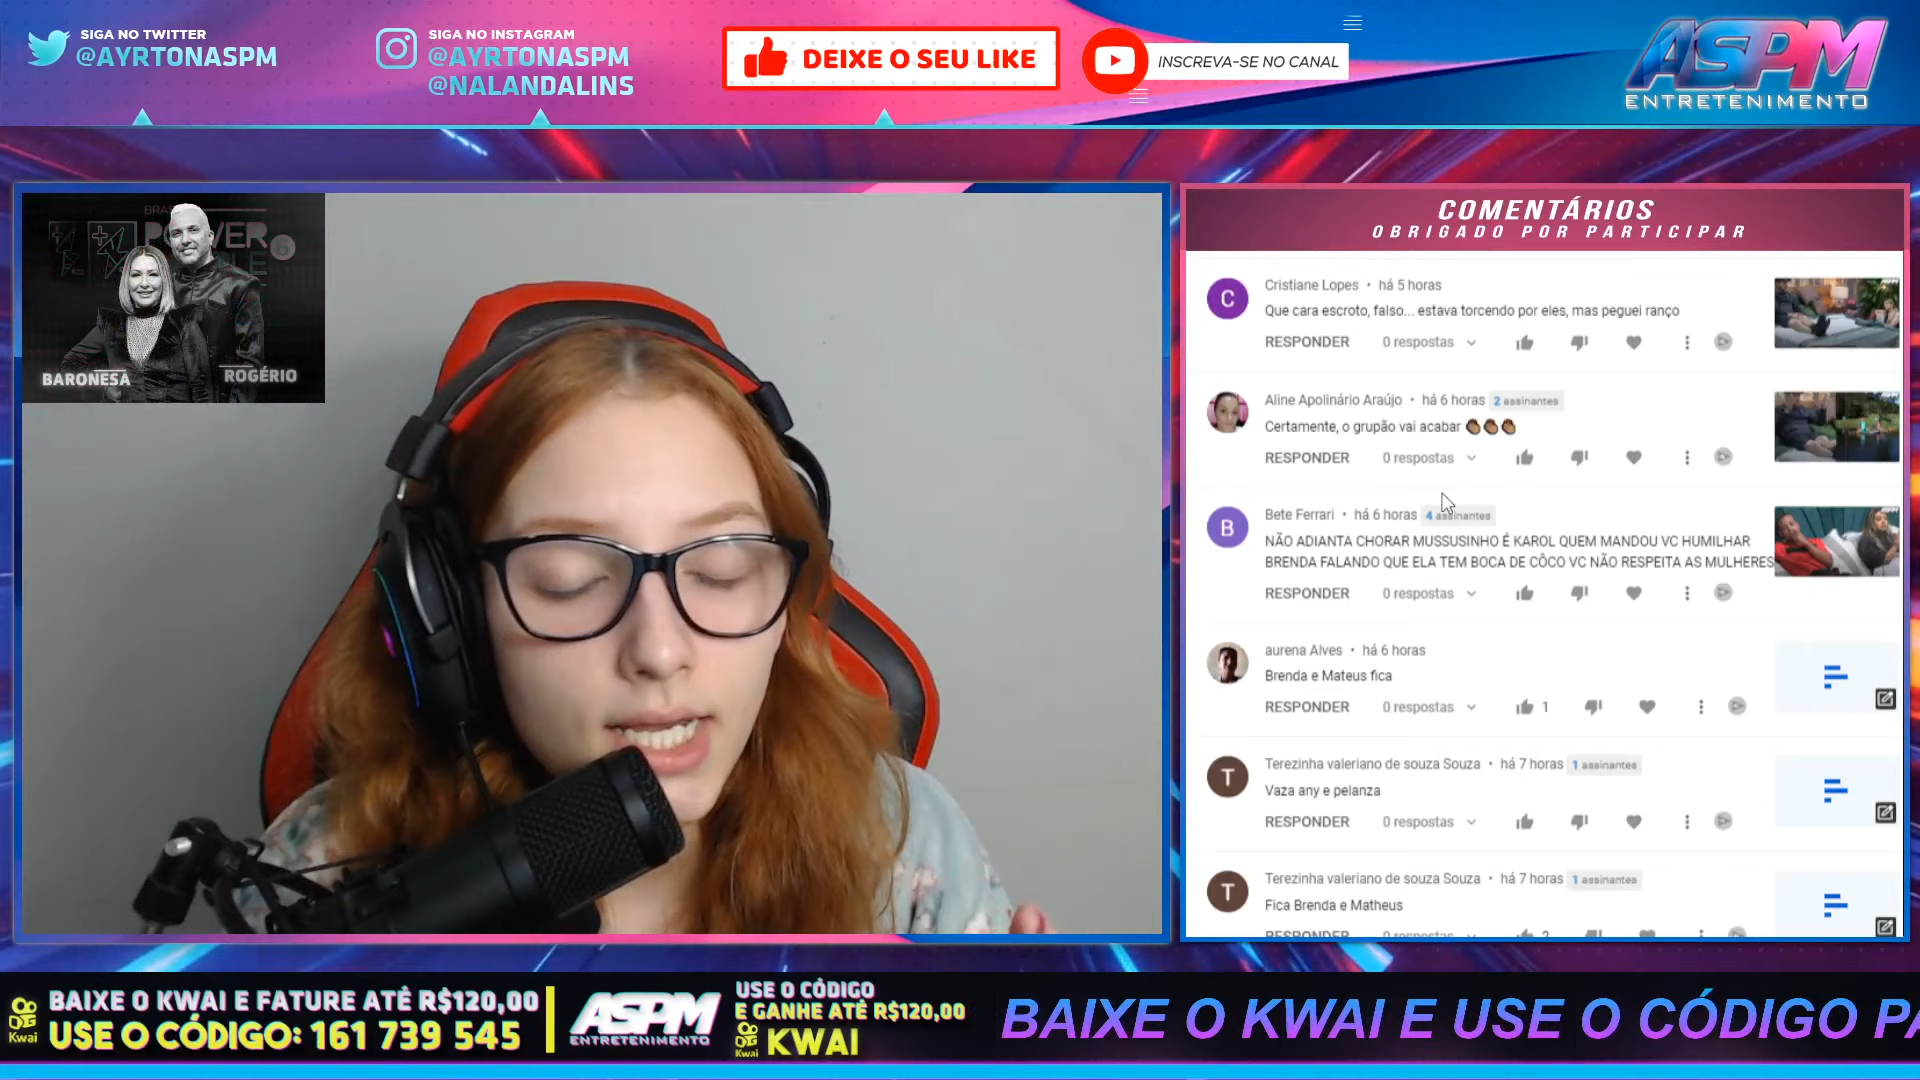 SIGA NO TWITTER
@AYRTONASPM
SIGA NO INSTAGRAM
@AYRTONASPM
@NALANDALINS
DEIXE O SEU LIKE
INSCREVA-SE NO CANAL
ASPM
ENTRETENIMENTO
BARONESA
ROGÉRIO
COMENTÁRIOS
OBRIGADO POR PARTICIPAR
C
Cristiane Lopes • há 5 horas
Que cara escroto, falso... estava torcendo por eles, mas peguei ranço
RESPONDER 0 respostas
Aline Apolinário Araújo • há 6 horas 2 assinantes
Certamente, o grupão vai acabar 👏🏾👏🏾👏🏾
RESPONDER 0 respostas
B
Bete Ferrari • há 6 horas 4 assinantes
NÃO ADIANTA CHORAR MUSSUSINHO É KAROL QUEM MANDOU VC HUMILHAR
BRENDA FALANDO QUE ELA TEM BOCA DE CÔCO VC NÃO RESPEITA AS MULHERES
RESPONDER 0 respostas
aurena Alves • há 6 horas
Brenda e Mateus fica
RESPONDER 0 respostas 1
T
Terezinha valeriano de souza Souza • há 7 horas 1 assinantes
Vaza any e pelanza
RESPONDER 0 respostas
T
Terezinha valeriano de souza Souza • há 7 horas 1 assinantes
Fica Brenda e Matheus
RESPONDER 0 respostas 2
Kwai
BAIXE O KWAI E FATURE ATÉ R$120,00
USE O CÓDIGO: 161 739 545
ASPM
ENTRETENIMENTO
USE O CÓDIGO
E GANHE ATÉ R$120,00
Kwai KWAI
BAIXE O KWAI E USE O CÓDIGO PA